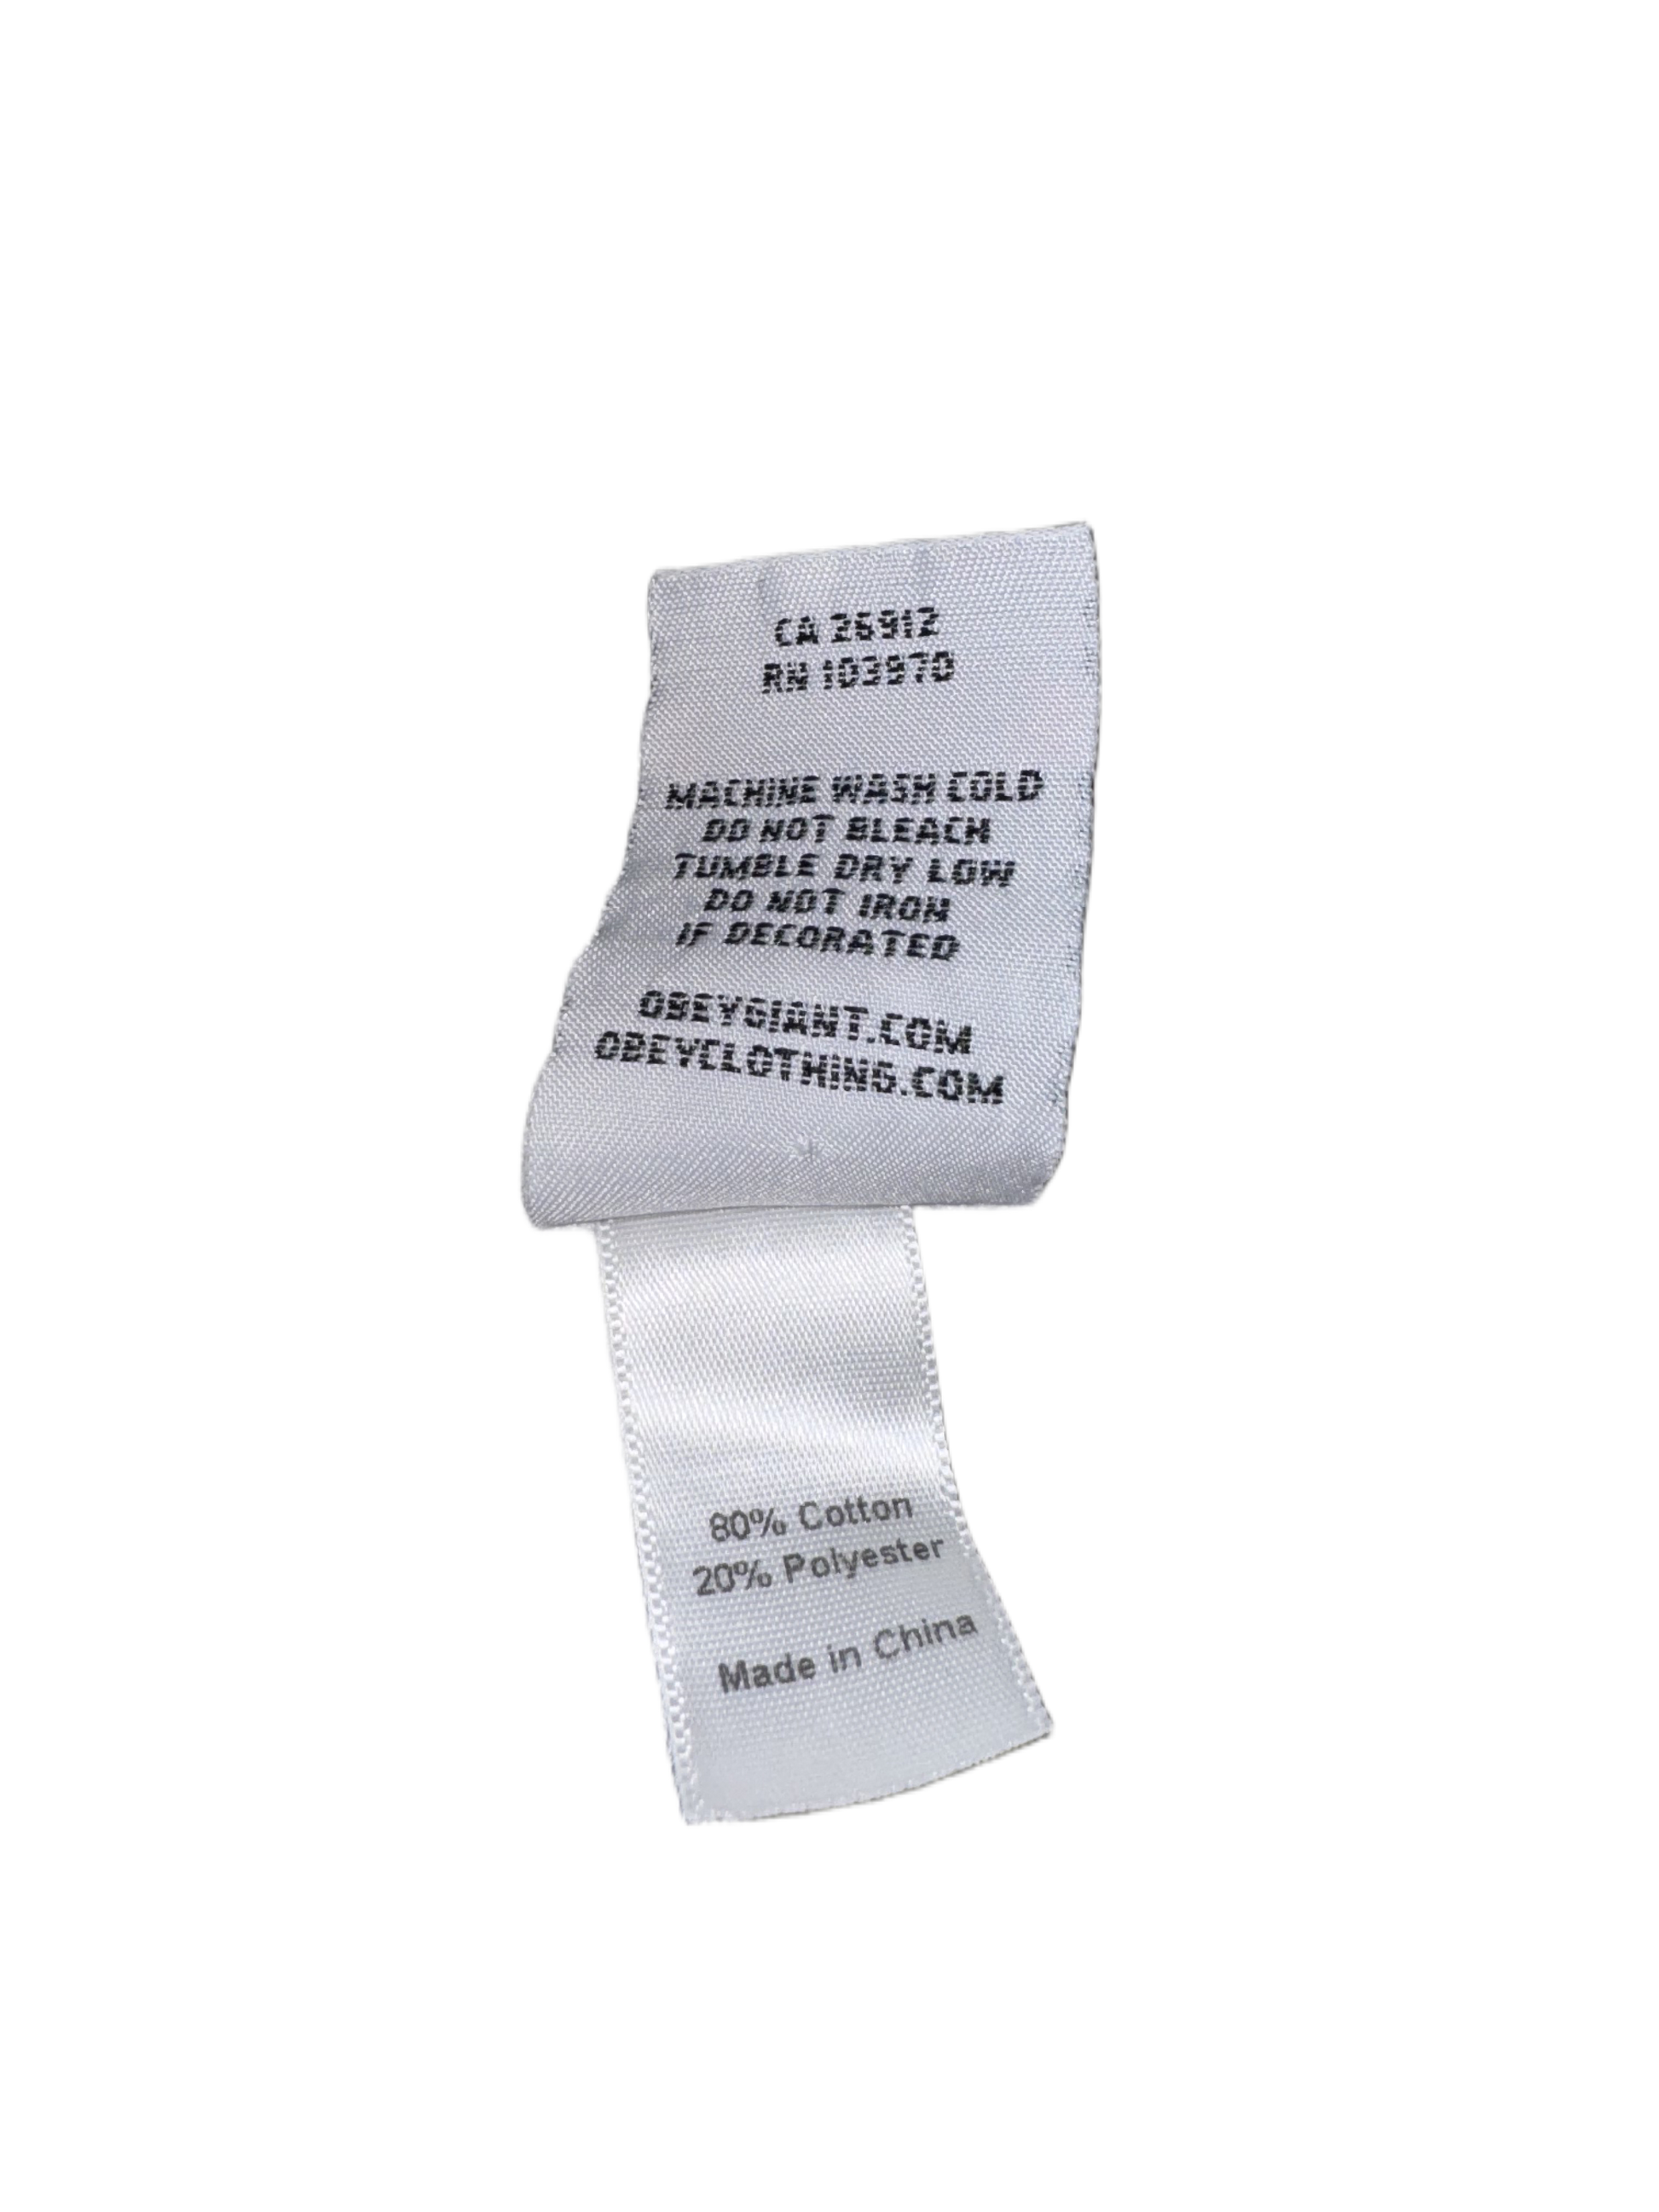 CA 26912
RN 103970
MACHINE WASH COLD
DO NOT BLEACH
TUMBLE DRY LOW
DO NOT IRON
IF DECORATED
OBEYGIANT.COM
OBEYCLOTHING.COM
80% Cotton
20% Polyester
Made in China